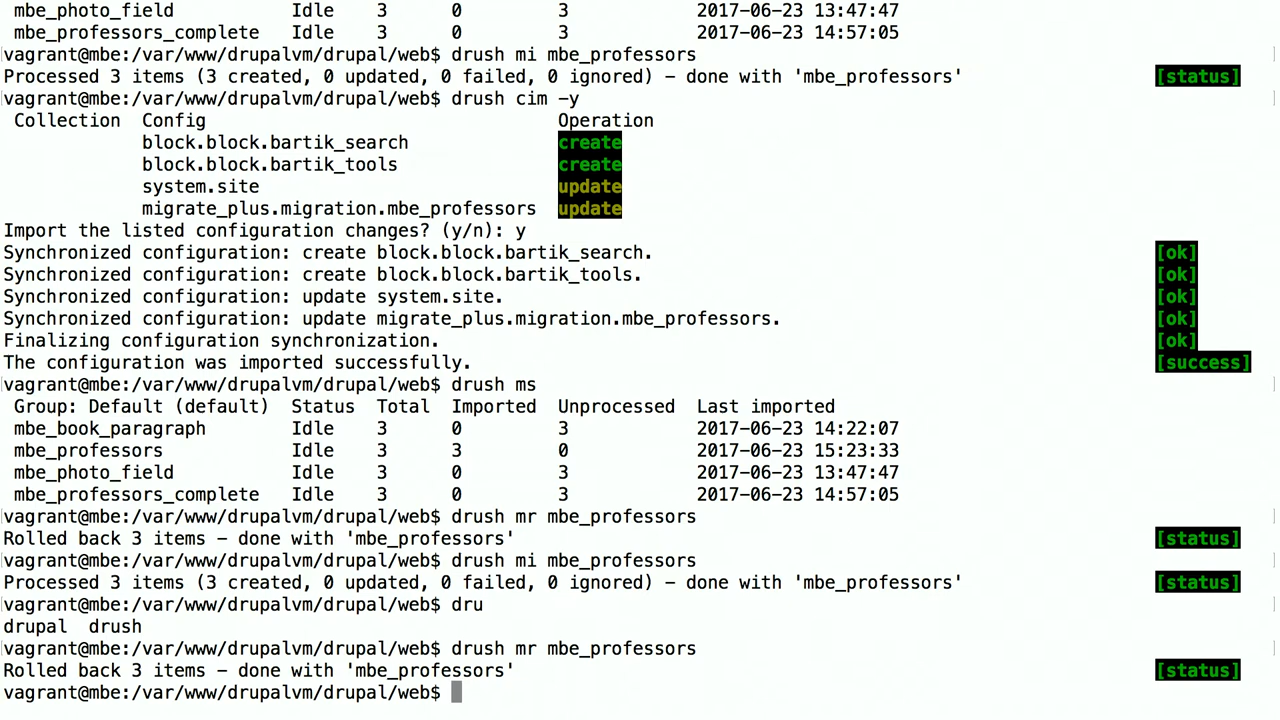 mbe_photo_field Idle 3 0 3 2017-06-23 13:47:47
mbe_professors_complete Idle 3 0 3 2017-06-23 14:57:05
vagrant@mbe:/var/www/drupalvm/drupal/web$ drush mi mbe_professors
Processed 3 items (3 created, 0 updated, 0 failed, 0 ignored) – done with 'mbe_professors' [status]
vagrant@mbe:/var/www/drupalvm/drupal/web$ drush cim –y
Collection Config Operation
block.block.bartik_search create
block.block.bartik_tools create
system.site update
migrate_plus.migration.mbe_professors update
Import the listed configuration changes? (y/n): y
Synchronized configuration: create block.block.bartik_search. [ok]
Synchronized configuration: create block.block.bartik_tools. [ok]
Synchronized configuration: update system.site. [ok]
Synchronized configuration: update migrate_plus.migration.mbe_professors. [ok]
Finalizing configuration synchronization. [ok]
The configuration was imported successfully. [success]
vagrant@mbe:/var/www/drupalvm/drupal/web$ drush ms
Group: Default (default) Status Total Imported Unprocessed Last imported
mbe_book_paragraph Idle 3 0 3 2017-06-23 14:22:07
mbe_professors Idle 3 3 0 2017-06-23 15:23:33
mbe_photo_field Idle 3 0 3 2017-06-23 13:47:47
mbe_professors_complete Idle 3 0 3 2017-06-23 14:57:05
vagrant@mbe:/var/www/drupalvm/drupal/web$ drush mr mbe_professors
Rolled back 3 items – done with 'mbe_professors' [status]
vagrant@mbe:/var/www/drupalvm/drupal/web$ drush mi mbe_professors
Processed 3 items (3 created, 0 updated, 0 failed, 0 ignored) – done with 'mbe_professors' [status]
vagrant@mbe:/var/www/drupalvm/drupal/web$ dru
drupal drush
vagrant@mbe:/var/www/drupalvm/drupal/web$ drush mr mbe_professors
Rolled back 3 items – done with 'mbe_professors' [status]
vagrant@mbe:/var/www/drupalvm/drupal/web$